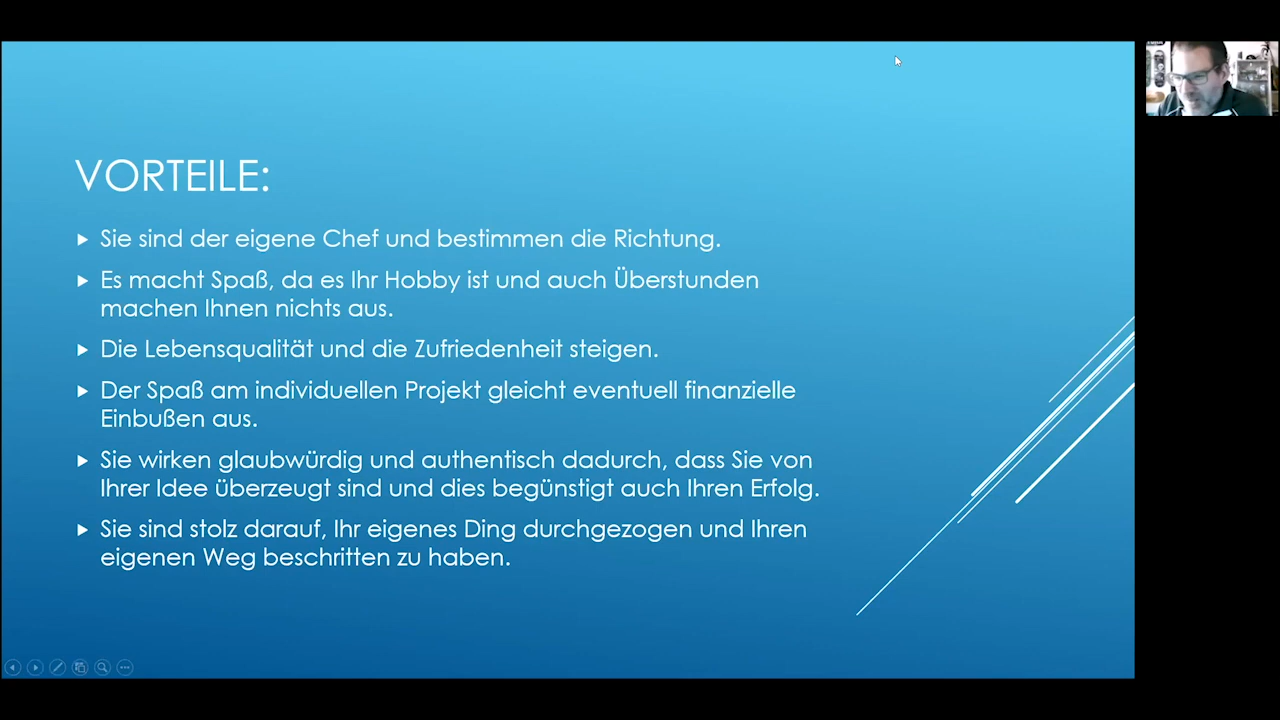 VORTEILE:
Sie sind der eigene Chef und bestimmen die Richtung.
Es macht Spaß, da es Ihr Hobby ist und auch Überstunden
machen Ihnen nichts aus.
Die Lebensqualität und die Zufriedenheit steigen.
Der Spaß am individuellen Projekt gleicht eventuell finanzielle
Einbußen aus.
Sie wirken glaubwürdig und authentisch dadurch, dass Sie von
Ihrer Idee überzeugt sind und dies begünstigt auch Ihren Erfolg.
Sie sind stolz darauf, Ihr eigenes Ding durchgezogen und Ihren
eigenen Weg beschritten zu haben.